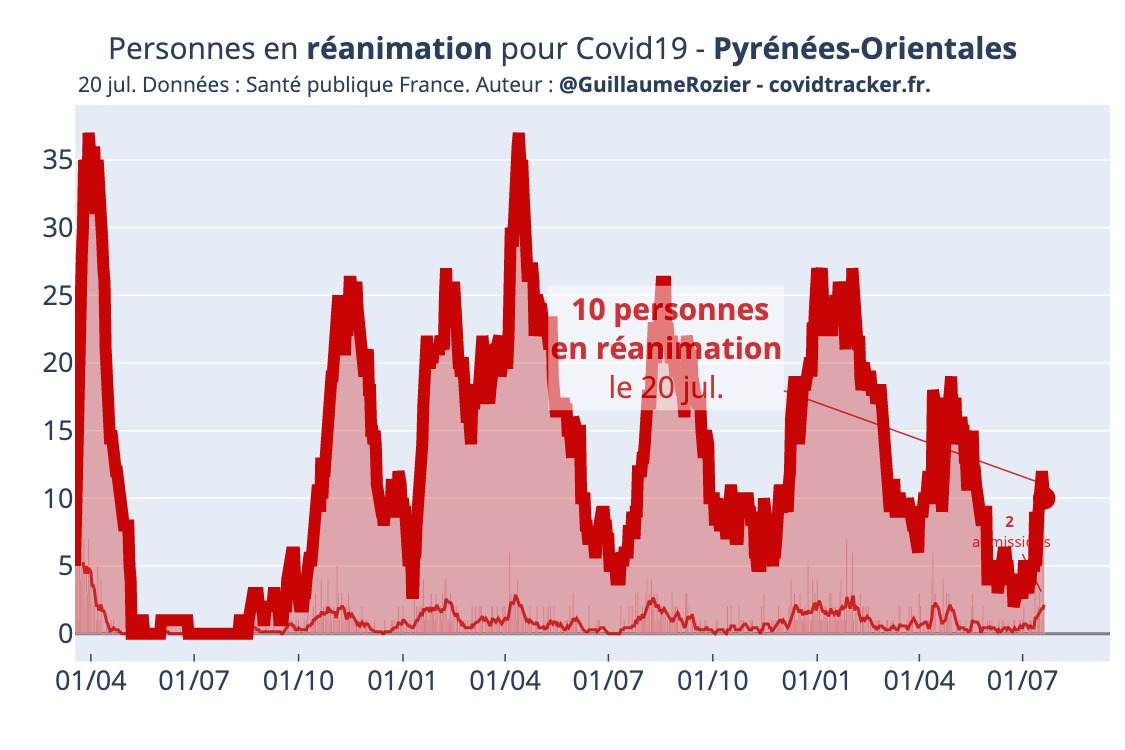 Personnes en réanimation pour Covid19 - Pyrénées-Orientales
20 jul. Données : Santé publique France. Auteur : @GuillaumeRozier - covidtracker.fr.
35
30
25
20
15
10
5
0
10 personnes
en réanimation
le 20 jul.
2
admissions
01/04 01/07 01/10 01/01 01/04 01/07 01/10 01/01 01/04 01/07